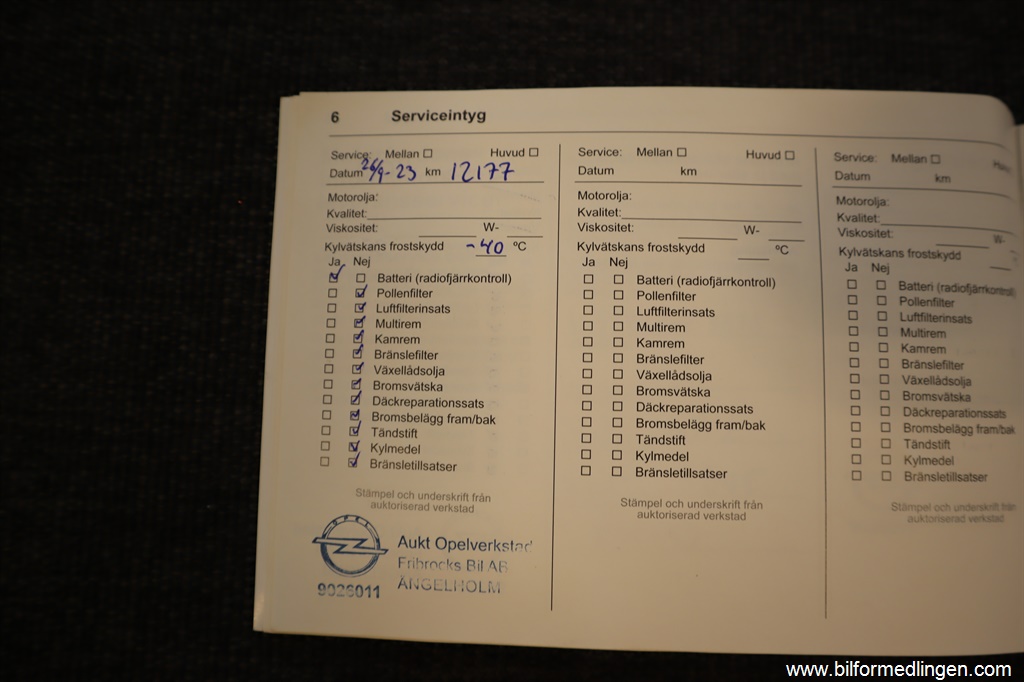 6 Serviceintyg
Service: Mellan ☐ Huvud ☐
Datum 26/9-23 km 12177
Motorolja:
Kvalitet:
Viskositet: W-
Kylvätskans frostskydd -40 °C
Ja Nej
☑ ☐ Batteri (radiofjärrkontroll)
☐ ☑ Pollenfilter
☐ ☑ Luftfilterinsats
☐ ☑ Multirem
☐ ☑ Kamrem
☐ ☑ Bränslefilter
☐ ☑ Växellådsolja
☐ ☑ Bromsvätska
☐ ☑ Däckreparationssats
☐ ☑ Bromsbelägg fram/bak
☐ ☑ Tändstift
☐ ☑ Kylmedel
☐ ☑ Bränsletillsatser
Stämpel och underskrift från
auktoriserad verkstad
OPEL
9026011
Aukt Opelverkstad
Fribrocks Bil AB
ÄNGELHOLM
Service: Mellan ☐ Huvud ☐
Datum km
Motorolja:
Kvalitet:
Viskositet: W-
Kylvätskans frostskydd °C
Ja Nej
☐ ☐ Batteri (radiofjärrkontroll)
☐ ☐ Pollenfilter
☐ ☐ Luftfilterinsats
☐ ☐ Multirem
☐ ☐ Kamrem
☐ ☐ Bränslefilter
☐ ☐ Växellådsolja
☐ ☐ Bromsvätska
☐ ☐ Däckreparationssats
☐ ☐ Bromsbelägg fram/bak
☐ ☐ Tändstift
☐ ☐ Kylmedel
☐ ☐ Bränsletillsatser
Stämpel och underskrift från
auktoriserad verkstad
Service: Mellan ☐
Datum km
Motorolja:
Kvalitet:
Viskositet: W-
Kylvätskans frostskydd
Ja Nej
☐ ☐ Batteri (radiofjärrkontroll)
☐ ☐ Pollenfilter
☐ ☐ Luftfilterinsats
☐ ☐ Multirem
☐ ☐ Kamrem
☐ ☐ Bränslefilter
☐ ☐ Växellådsolja
☐ ☐ Bromsvätska
☐ ☐ Däckreparationssats
☐ ☐ Bromsbelägg fram/bak
☐ ☐ Tändstift
☐ ☐ Kylmedel
☐ ☐ Bränsletillsatser
Stämpel och underskrift från
auktoriserad verkstad
www.bilformedlingen.com